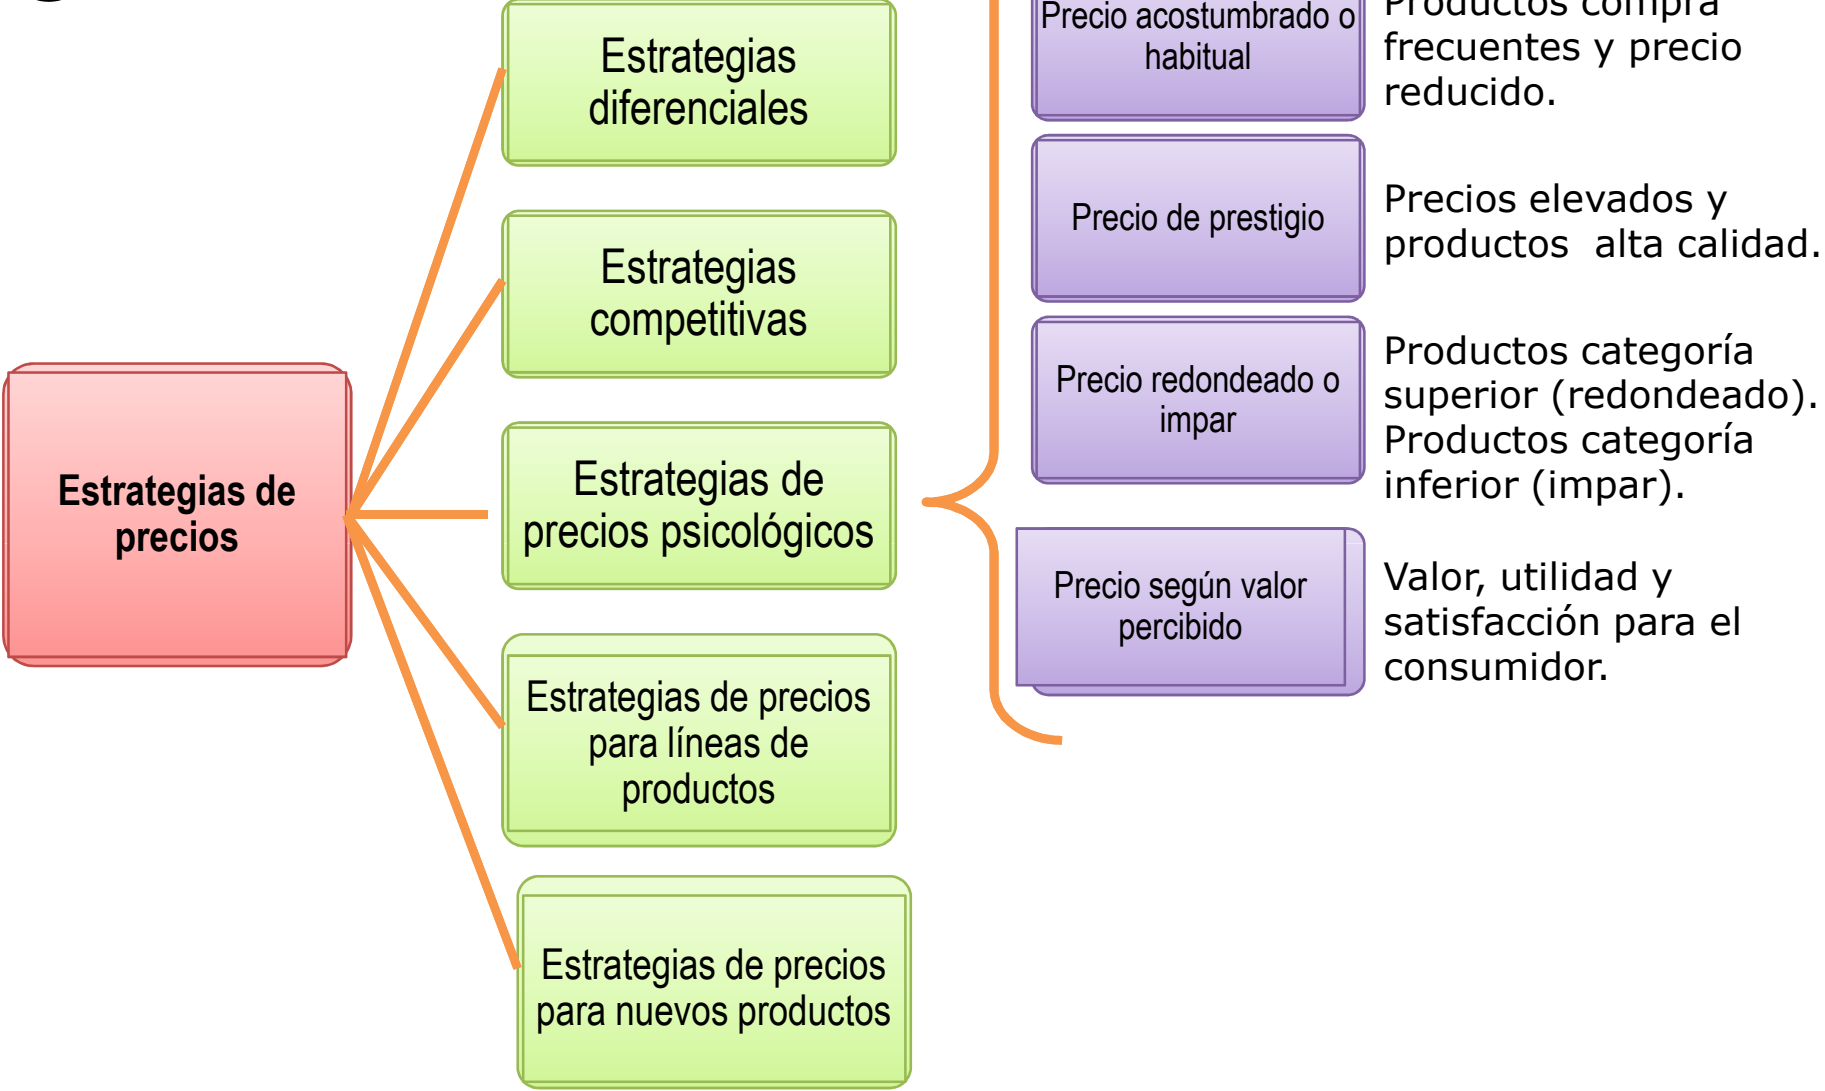 Estrategias de
precios
Estrategias
diferenciales
Estrategias
competitivas
Estrategias de
precios psicológicos
Estrategias de precios
para líneas de
productos
Estrategias de precios
para nuevos productos
Precio acostumbrado o
habitual
Productos compra
frecuentes y precio
reducido.
Precio de prestigio
Precios elevados y
productos  alta calidad.
Precio redondeado o
impar
Productos categoría
superior (redondeado).
Productos categoría
inferior (impar).
Precio según valor
percibido
Valor, utilidad y
satisfacción para el
consumidor.